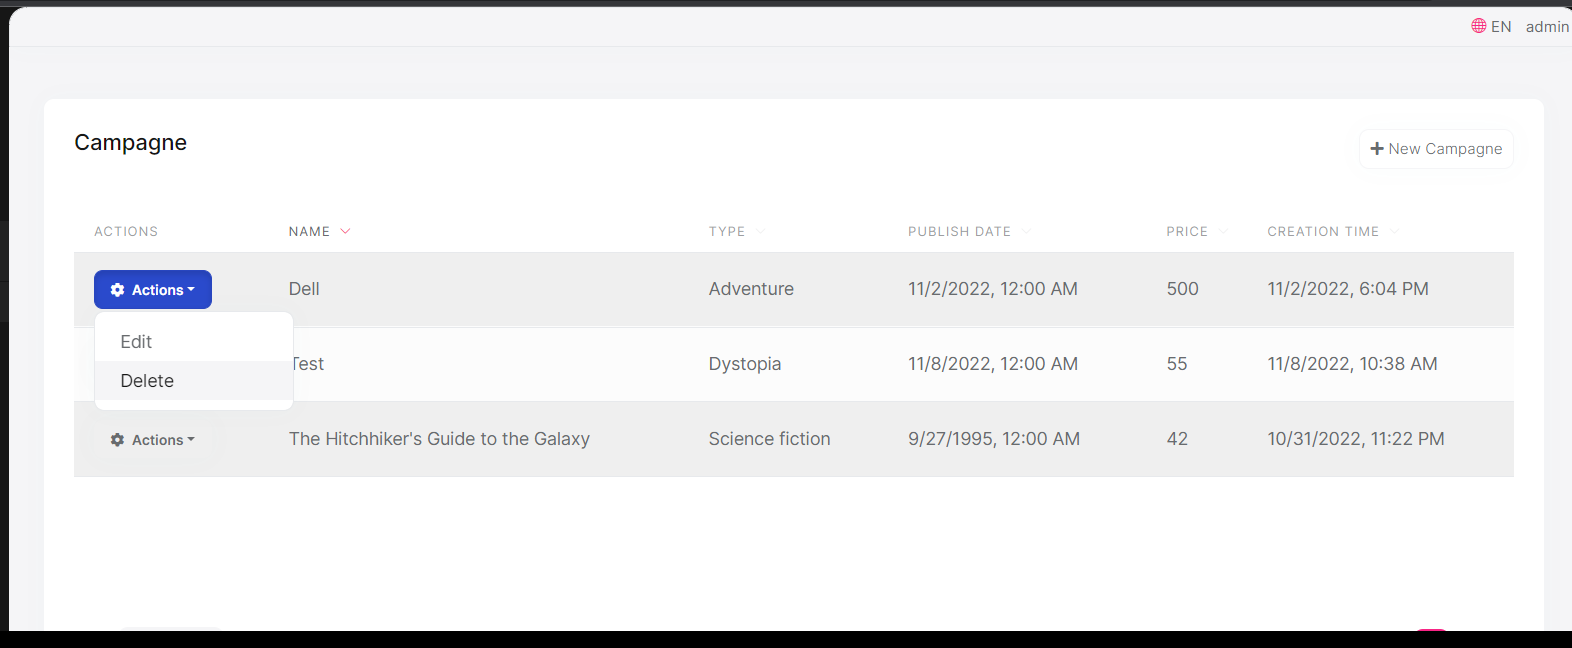 EN admin
Campagne
New Campagne
ACTIONS NAME TYPE PUBLISH DATE PRICE CREATION TIME
Actions Dell Adventure 11/2/2022, 12:00 AM 500 11/2/2022, 6:04 PM
Edit
Test Dystopia 11/8/2022, 12:00 AM 55 11/8/2022, 10:38 AM
Delete
Actions The Hitchhiker's Guide to the Galaxy Science fiction 9/27/1995, 12:00 AM 42 10/31/2022, 11:22 PM